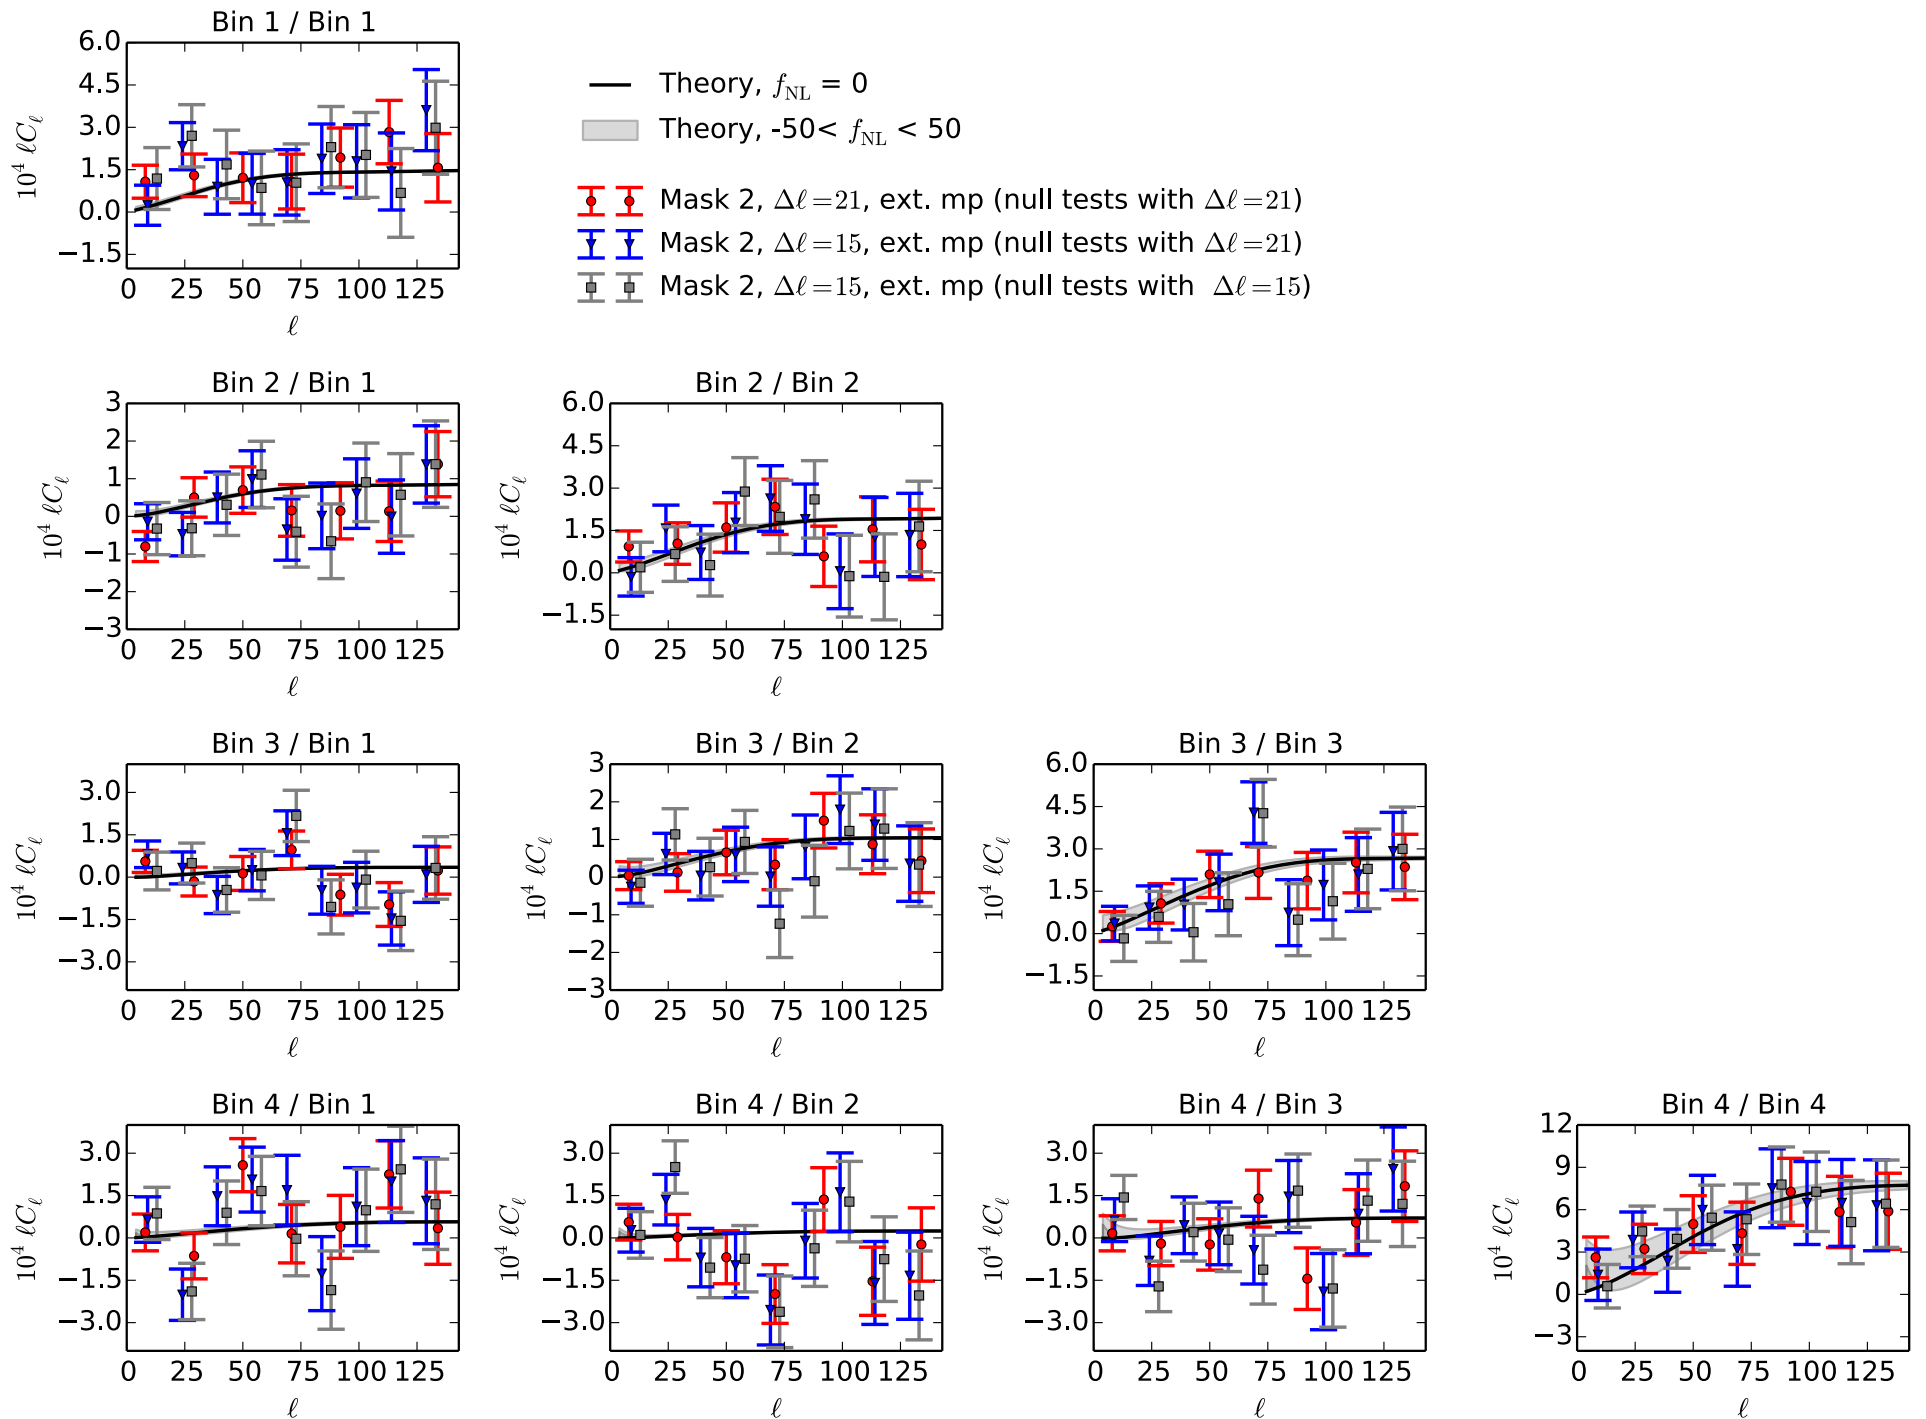 Bin 1 / Bin 1
6.0
4.5
3.0
1.5
0.0
−1.5
10⁴ ℓC_ℓ
0 25 50 75 100 125
ℓ
Theory, f_NL = 0
Theory, -50< f_NL < 50
Mask 2, Δℓ=21, ext. mp (null tests with Δℓ=21)
Mask 2, Δℓ=15, ext. mp (null tests with Δℓ=21)
Mask 2, Δℓ=15, ext. mp (null tests with Δℓ=15)
Bin 2 / Bin 1
3
2
1
0
−1
−2
−3
10⁴ ℓC_ℓ
0 25 50 75 100 125
ℓ
Bin 2 / Bin 2
6.0
4.5
3.0
1.5
0.0
−1.5
10⁴ ℓC_ℓ
0 25 50 75 100 125
ℓ
Bin 3 / Bin 1
3.0
1.5
0.0
−1.5
−3.0
10⁴ ℓC_ℓ
0 25 50 75 100 125
ℓ
Bin 3 / Bin 2
3
2
1
0
−1
−2
−3
10⁴ ℓC_ℓ
0 25 50 75 100 125
ℓ
Bin 3 / Bin 3
6.0
4.5
3.0
1.5
0.0
−1.5
10⁴ ℓC_ℓ
0 25 50 75 100 125
ℓ
Bin 4 / Bin 1
3.0
1.5
0.0
−1.5
−3.0
10⁴ ℓC_ℓ
0 25 50 75 100 125
ℓ
Bin 4 / Bin 2
3.0
1.5
0.0
−1.5
−3.0
10⁴ ℓC_ℓ
0 25 50 75 100 125
ℓ
Bin 4 / Bin 3
3.0
1.5
0.0
−1.5
−3.0
10⁴ ℓC_ℓ
0 25 50 75 100 125
ℓ
Bin 4 / Bin 4
12
9
6
3
0
−3
10⁴ ℓC_ℓ
0 25 50 75 100 125
ℓ